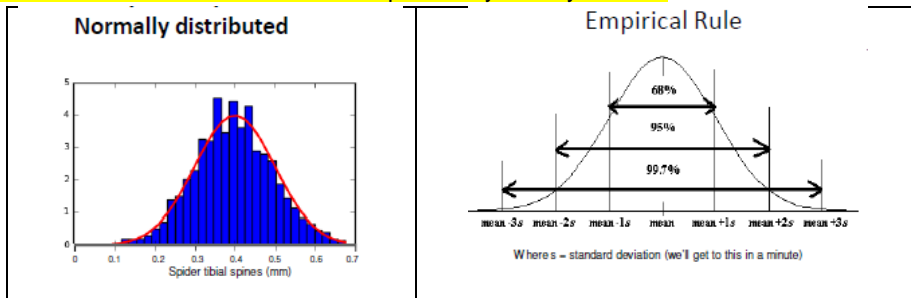 Normally distributed
5
4
3
2
1
0
0 0.1 0.2 0.3 0.4 0.5 0.6 0.7
Spider tibial spines (mm)
Empirical Rule
68%
95%
99.7%
mean -3s mean -2s mean -1s mean mean +1s mean +2s mean +3s
Where s = standard deviation (we'll get to this in a minute)